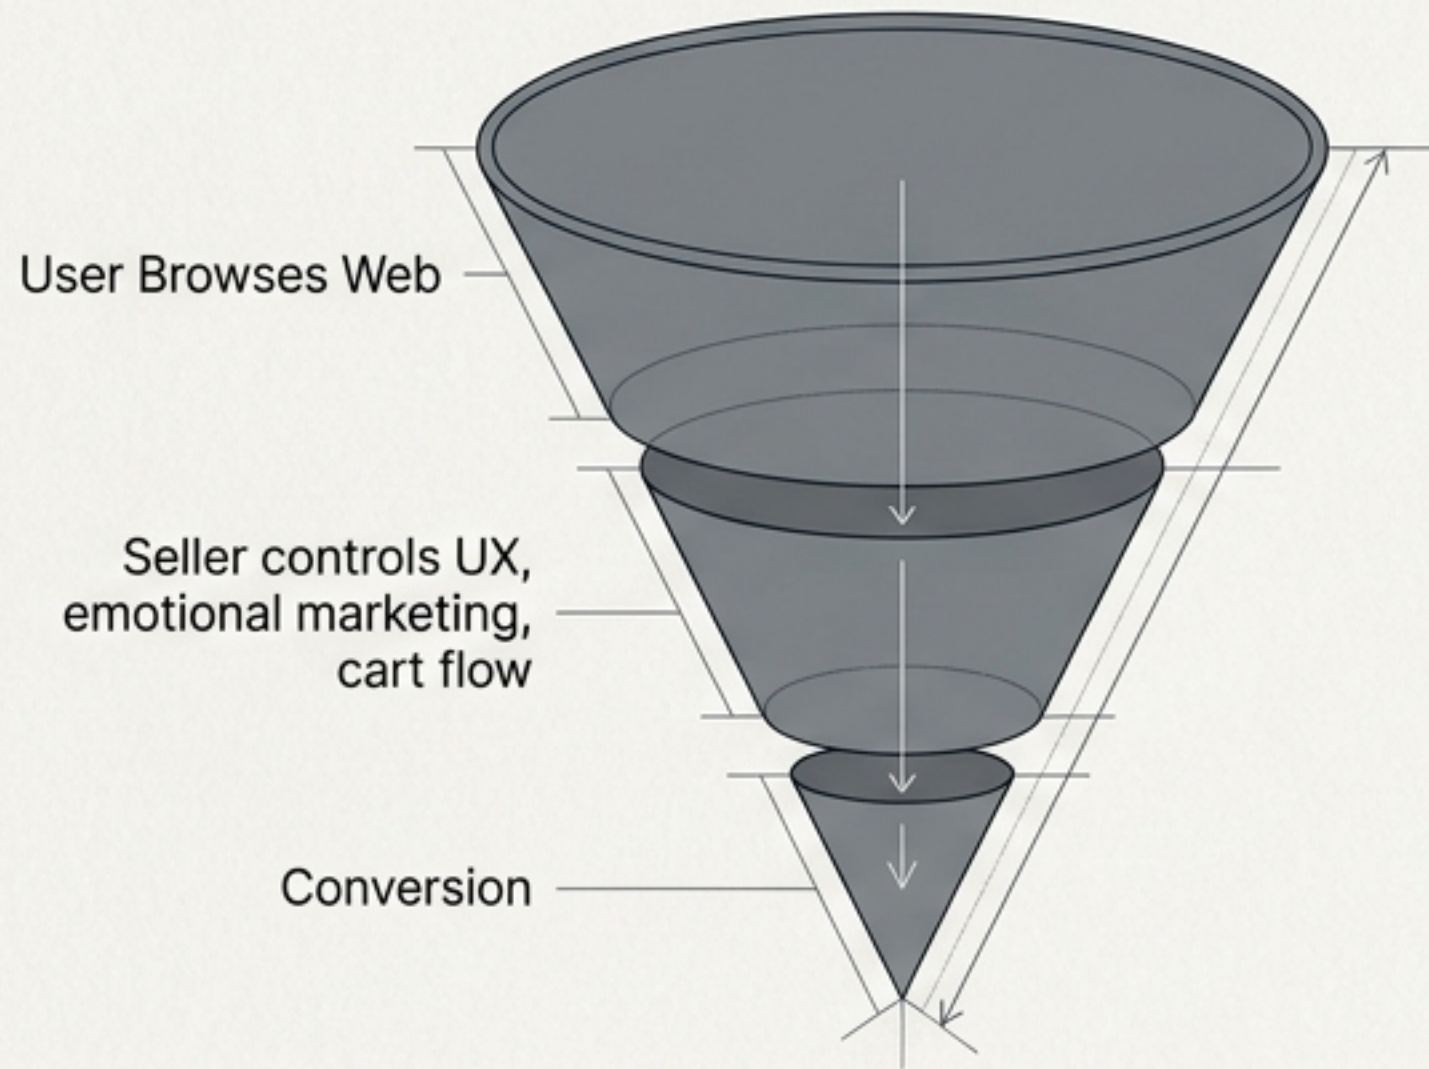 User Browses Web
Seller controls UX,
emotional marketing,
cart flow
Conversion